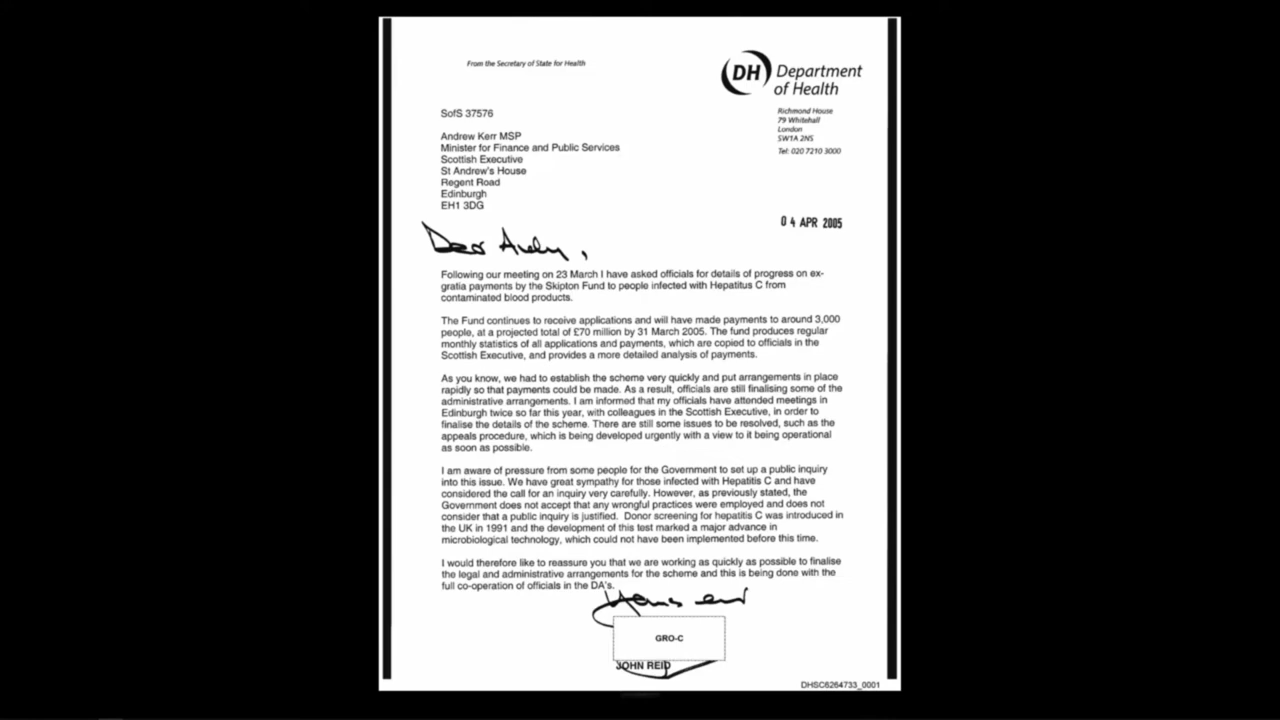 From the Secretary of State for Health
DH Department
of Health
Richmond House
79 Whitehall
London
SW1A 2NS
Tel: 020 7210 3000
SofS 37576
Andrew Kerr MSP
Minister for Finance and Public Services
Scottish Executive
St Andrew's House
Regent Road
Edinburgh
EH1 3DG
04 APR 2005
Dear Andy,
Following our meeting on 23 March I have asked officials for details of progress on ex-
gratia payments by the Skipton Fund to people infected with Hepatitus C from
contaminated blood products.
The Fund continues to receive applications and will have made payments to around 3,000
people, at a projected total of £70 million by 31 March 2005. The fund produces regular
monthly statistics of all applications and payments, which are copied to officials in the
Scottish Executive, and provides a more detailed analysis of payments.
As you know, we had to establish the scheme very quickly and put arrangements in place
rapidly so that payments could be made. As a result, officials are still finalising some of the
administrative arrangements. I am informed that my officials have attended meetings in
Edinburgh twice so far this year, with colleagues in the Scottish Executive, in order to
finalise the details of the scheme. There are still some issues to be resolved, such as the
appeals procedure, which is being developed urgently with a view to it being operational
as soon as possible.
I am aware of pressure from some people for the Government to set up a public inquiry
into this issue. We have great sympathy for those infected with Hepatitis C and have
considered the call for an inquiry very carefully. However, as previously stated, the
Government does not accept that any wrongful practices were employed and does not
consider that a public inquiry is justified. Donor screening for hepatitis C was introduced in
the UK in 1991 and the development of this test marked a major advance in
microbiological technology, which could not have been implemented before this time.
I would therefore like to reassure you that we are working as quickly as possible to finalise
the legal and administrative arrangements for the scheme and this is being done with the
full co-operation of officials in the DA's.
Yours ever
GRO-C
JOHN REID
DHSC6264733_0001